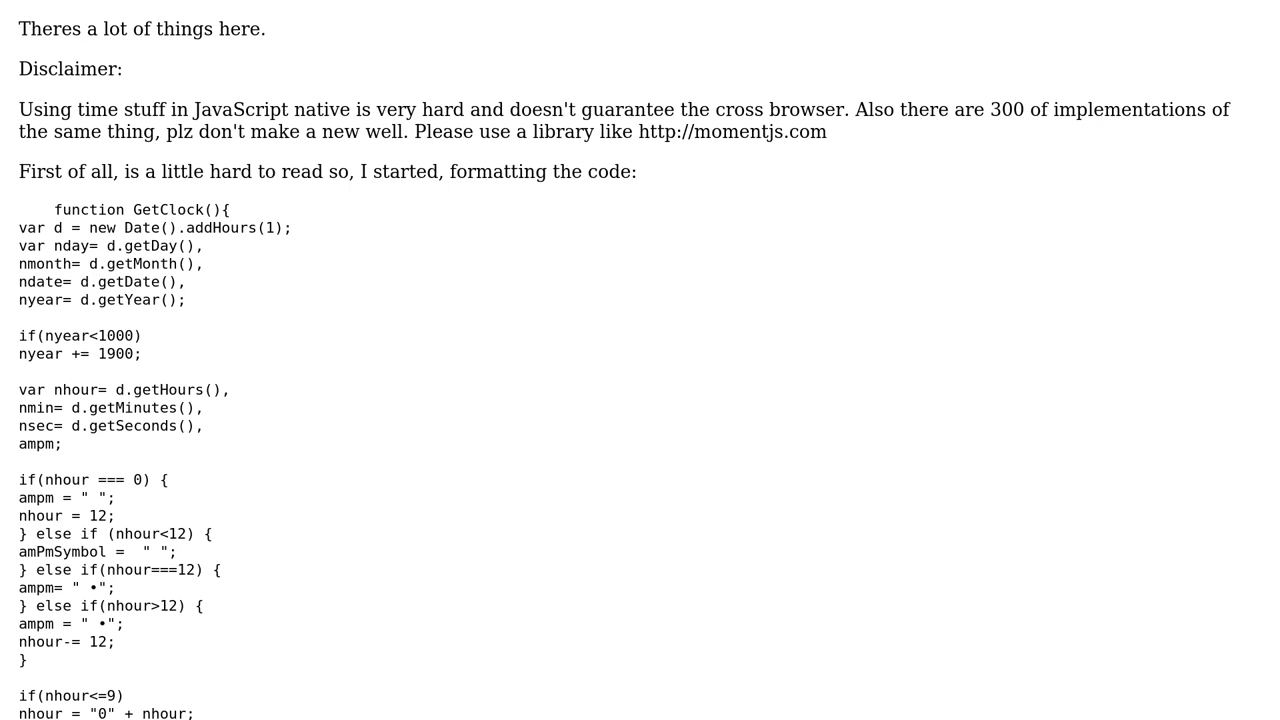 Theres a lot of things here.
Disclaimer:
Using time stuff in JavaScript native is very hard and doesn't guarantee the cross browser. Also there are 300 of implementations of
the same thing, plz don't make a new well. Please use a library like http://momentjs.com
First of all, is a little hard to read so, I started, formatting the code:
    function GetClock(){
var d = new Date().addHours(1);
var nday= d.getDay(),
nmonth= d.getMonth(),
ndate= d.getDate(),
nyear= d.getYear();

if(nyear<1000)
nyear += 1900;

var nhour= d.getHours(),
nmin= d.getMinutes(),
nsec= d.getSeconds(),
ampm;

if(nhour === 0) {
ampm = " ";
nhour = 12;
} else if (nhour<12) {
amPmSymbol =  " ";
} else if(nhour===12) {
ampm= " •";
} else if(nhour>12) {
ampm = " •";
nhour-= 12;
}

if(nhour<=9)
nhour = "0" + nhour;